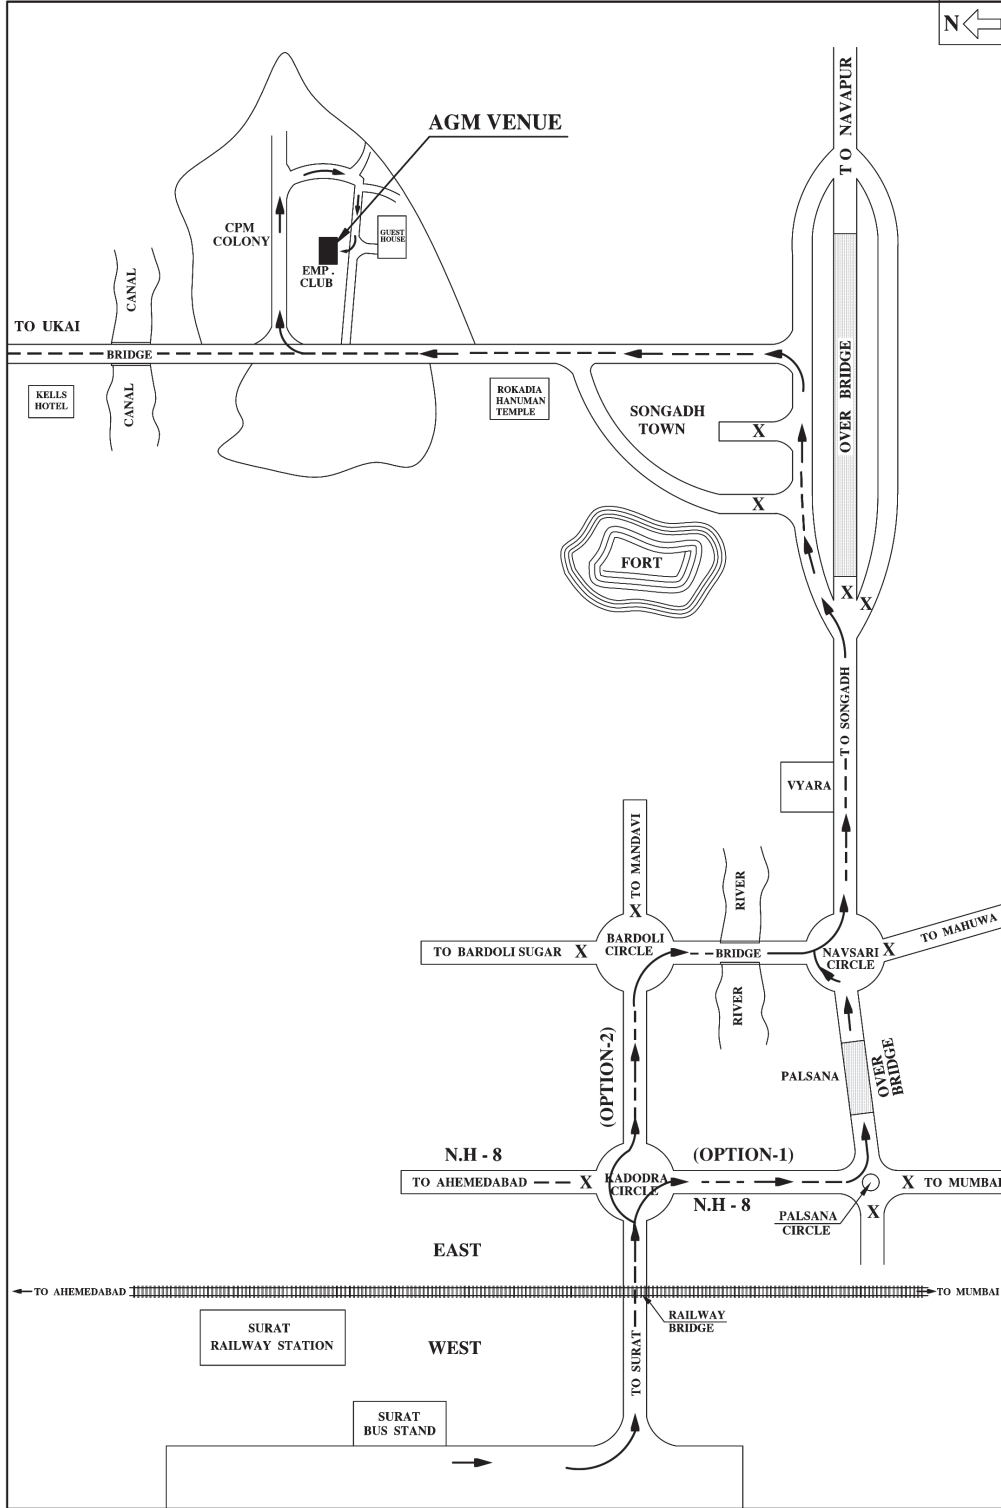 N
TO NAVAPUR
AGM VENUE
CPM
COLONY
GUEST
HOUSE
EMP.
CLUB
CANAL
TO UKAI
BRIDGE
KELLS
HOTEL
CANAL
ROKADIA
HANUMAN
TEMPLE
SONGADH
TOWN
X
OVER BRIDGE
X
FORT
X
X
TO SONGADH
VYARA
TO MANDAVI
RIVER
X
TO MAHUWA
TO BARDOLI SUGAR X
BARDOLI
CIRCLE
BRIDGE
NAVSARI
CIRCLE
X
RIVER
(OPTION-2)
PALSANA
OVER
BRIDGE
N.H - 8
(OPTION-1)
TO AHEMEDABAD
X
KADODRA
CIRCLE
N.H - 8
X
TO MUMBAI
PALSANA
CIRCLE
X
EAST
TO AHEMEDABAD
TO MUMBAI
RAILWAY
BRIDGE
SURAT
RAILWAY STATION
WEST
TO SURAT
SURAT
BUS STAND